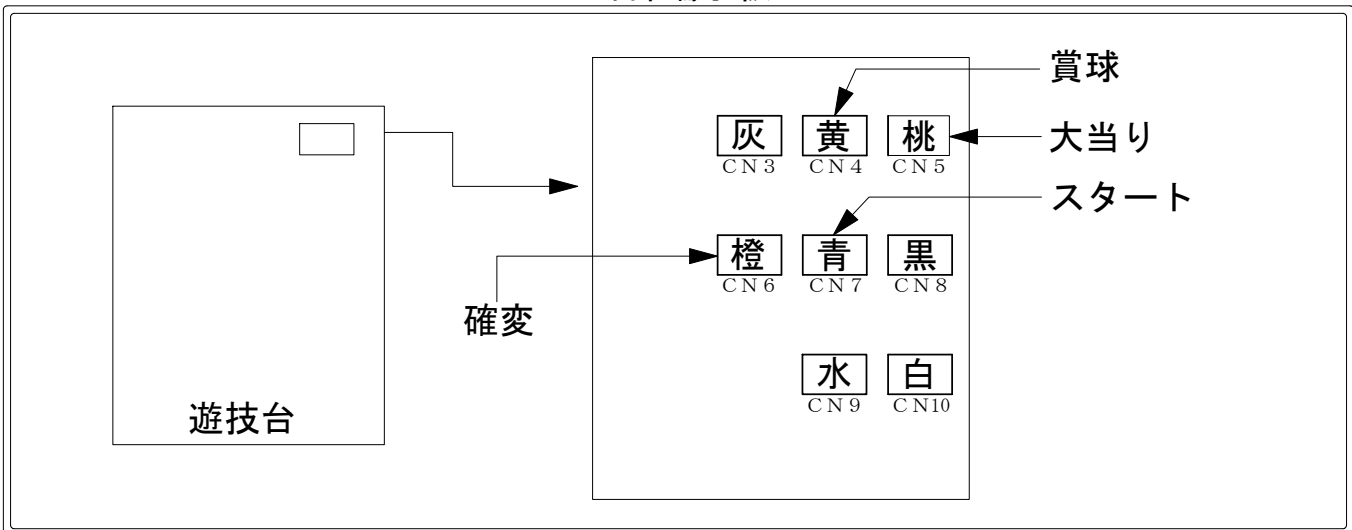 賞球
灰 黄 桃
大当り
CN3 CN4 CN5
スタート
橙 青 黒
CN6 CN7 CN8
確変
水 白
CN9 CN10
遊技台